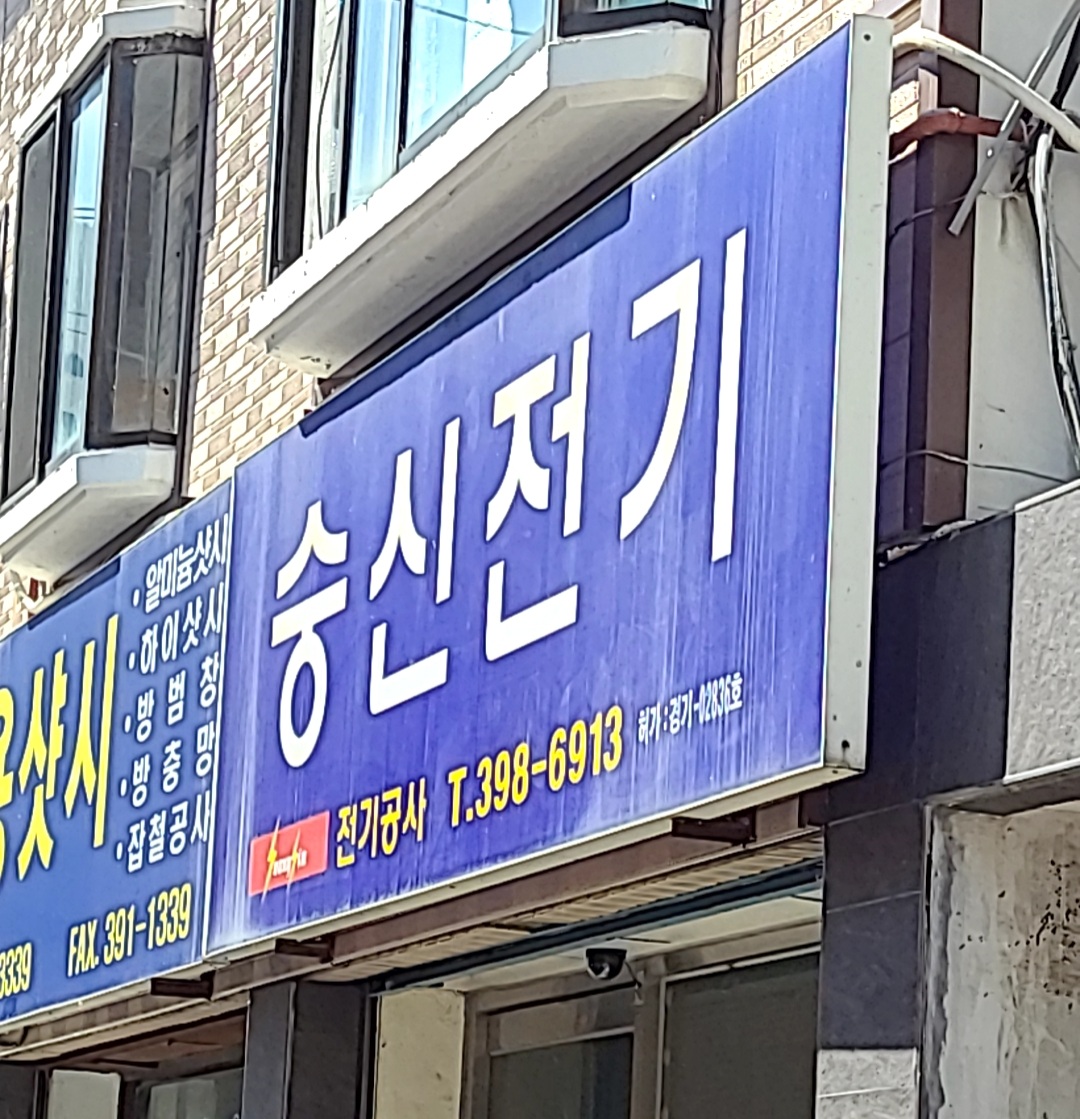 승신전기
전기공사 T.398-6913 허가:경기-02836호
샷시
·알미늄샷시
·하이샷시
·방범창
·방충망
·잡철공사
3339 FAX. 391-1339